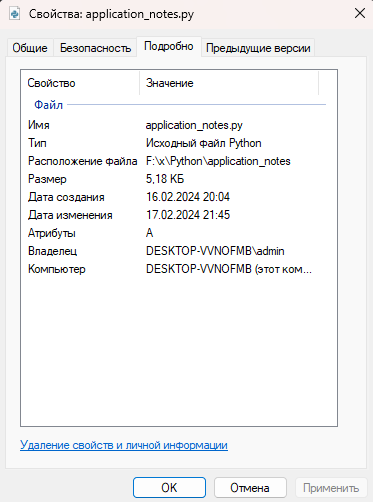 Свойства: application_notes.py
Общие Безопасность Подробно Предыдущие версии
Свойство Значение
Файл
Имя application_notes.py
Тип Исходный файл Python
Расположение файла F:\x\Python\application_notes
Размер 5,18 КБ
Дата создания 16.02.2024 20:04
Дата изменения 17.02.2024 21:45
Атрибуты A
Владелец DESKTOP-VVNOFMB\admin
Компьютер DESKTOP-VVNOFMB (этот ком...
Удаление свойств и личной информации
OK Отмена Применить